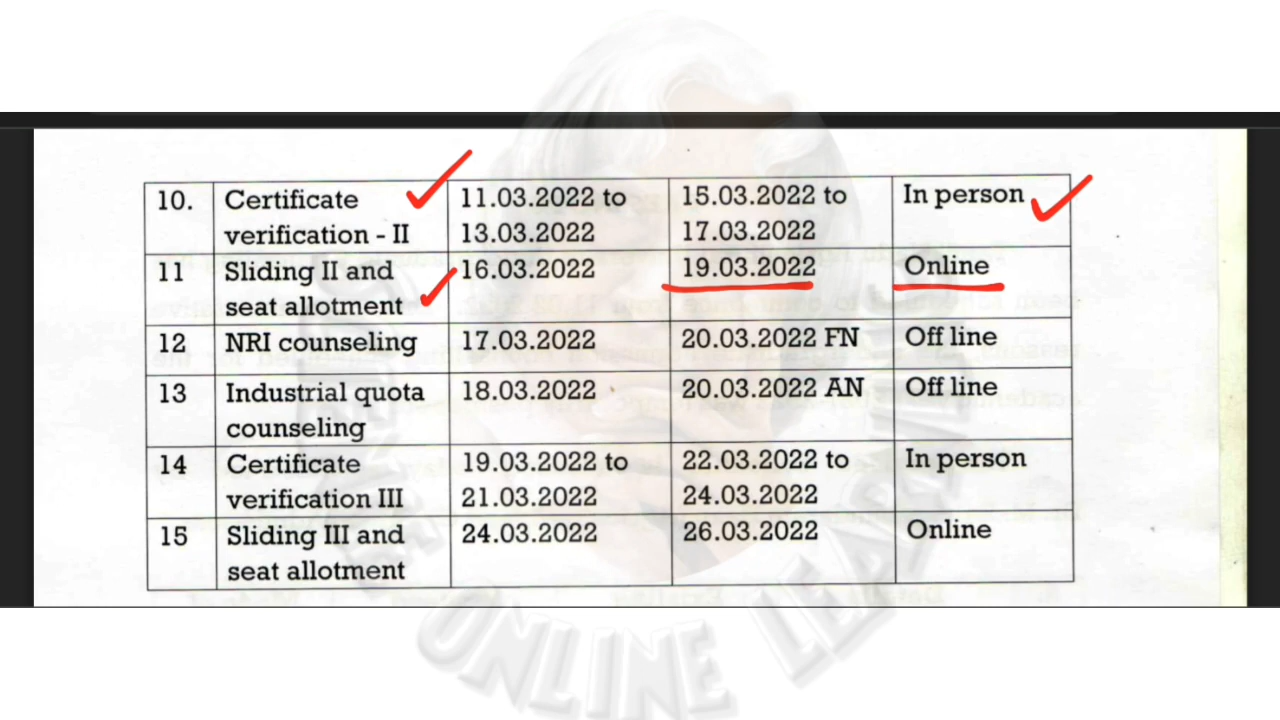 10. Certificate verification - II 11.03.2022 to 13.03.2022 15.03.2022 to 17.03.2022 In person
11 Sliding II and seat allotment 16.03.2022 19.03.2022 Online
12 NRI counseling 17.03.2022 20.03.2022 FN Off line
13 Industrial quota counseling 18.03.2022 20.03.2022 AN Off line
14 Certificate verification III 19.03.2022 to 21.03.2022 22.03.2022 to 24.03.2022 In person
15 Sliding III and seat allotment 24.03.2022 26.03.2022 Online
ONLINE LEARNING